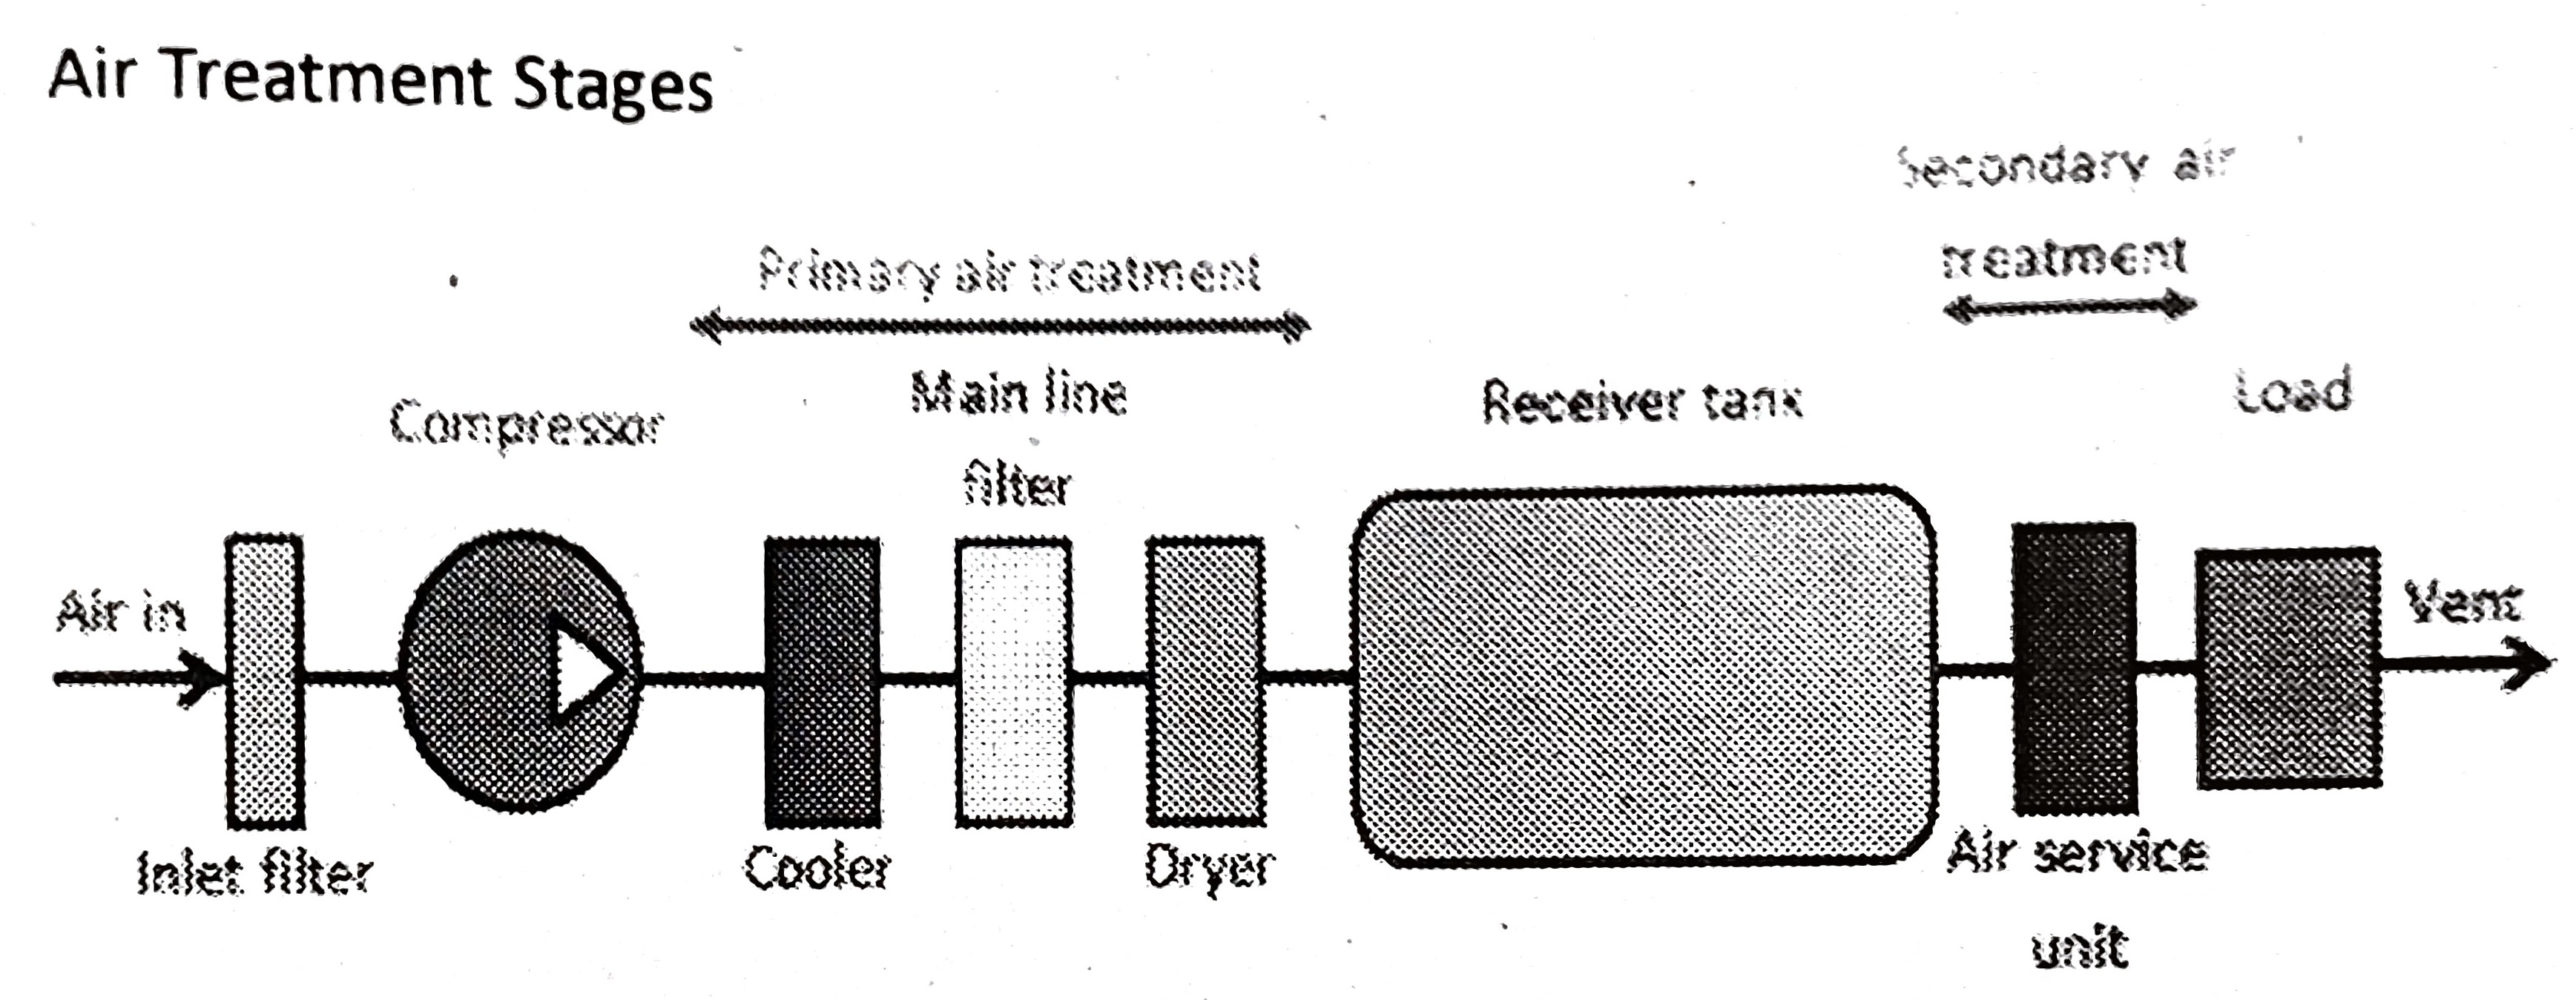 Air Treatment Stages
Secondary air
treatment
Primary air treatment
Main line
filter
Compressor
Receiver tank
Load
Air in
Vent
Inlet filter
Cooler
Dryer
Air service
unit